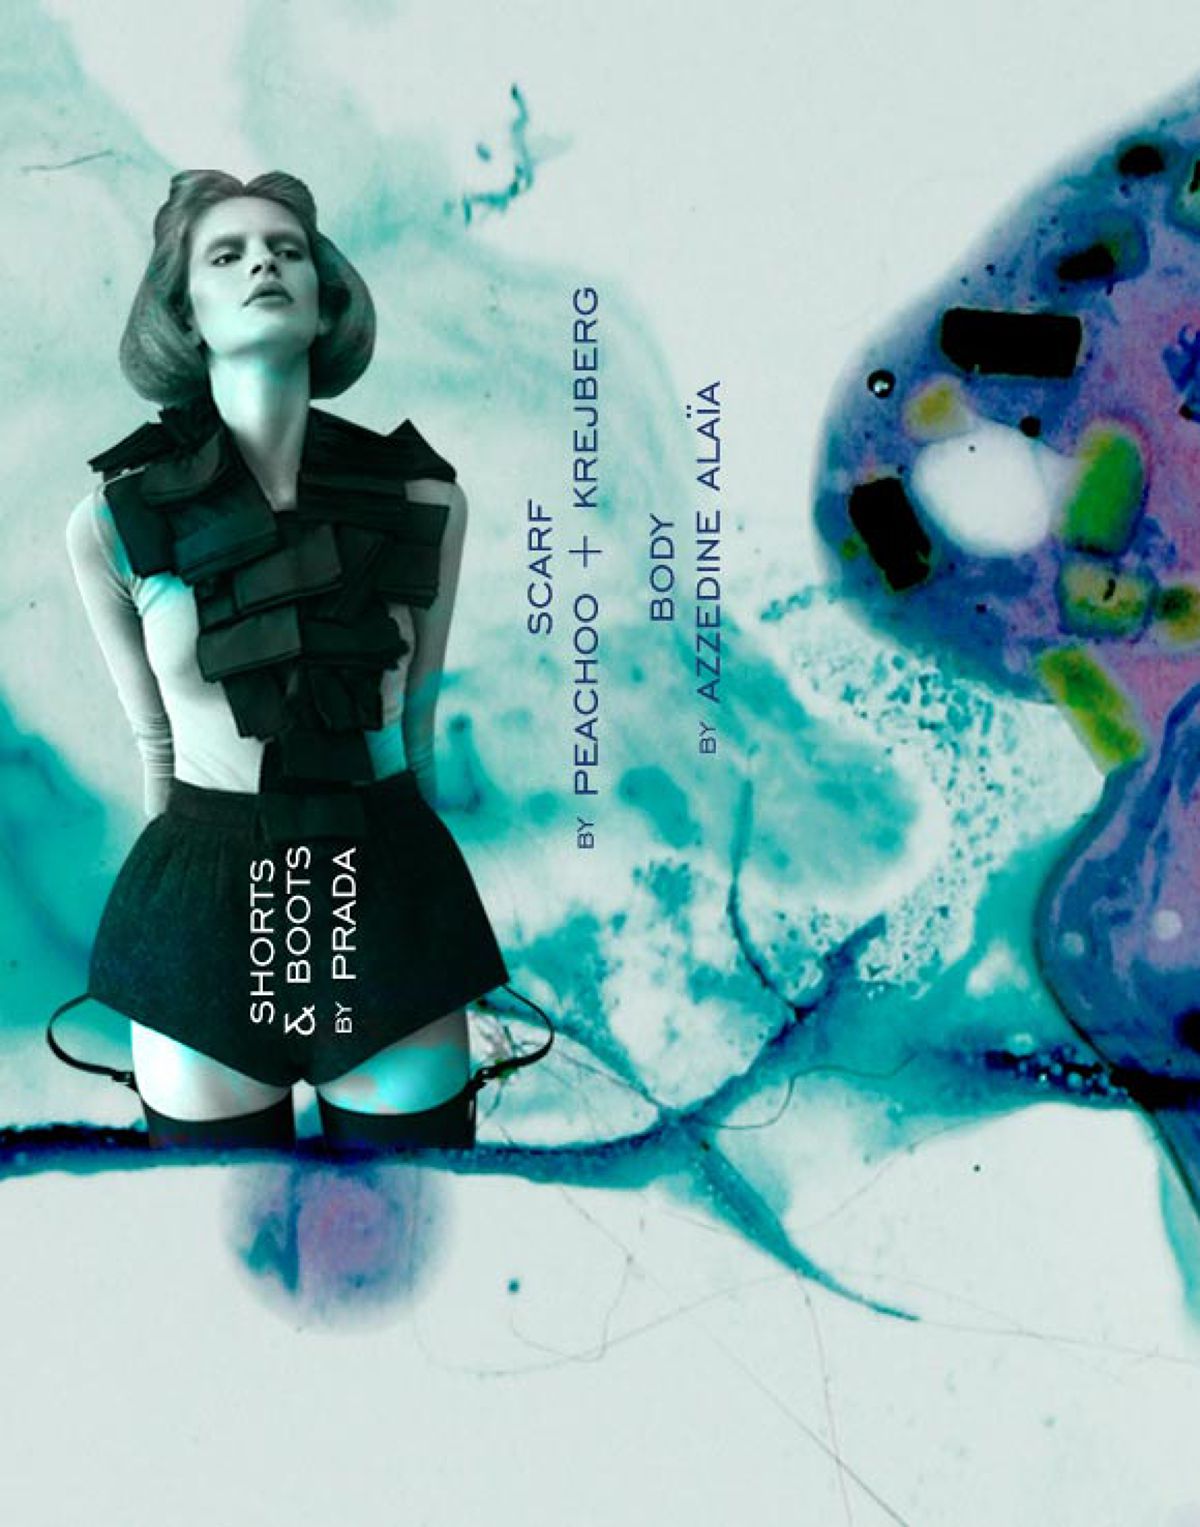 SHORTS
& BOOTS
BY PRADA
SCARF
BY PEACHOO + KREJBERG
BODY
BY AZZEDINE ALAÏA